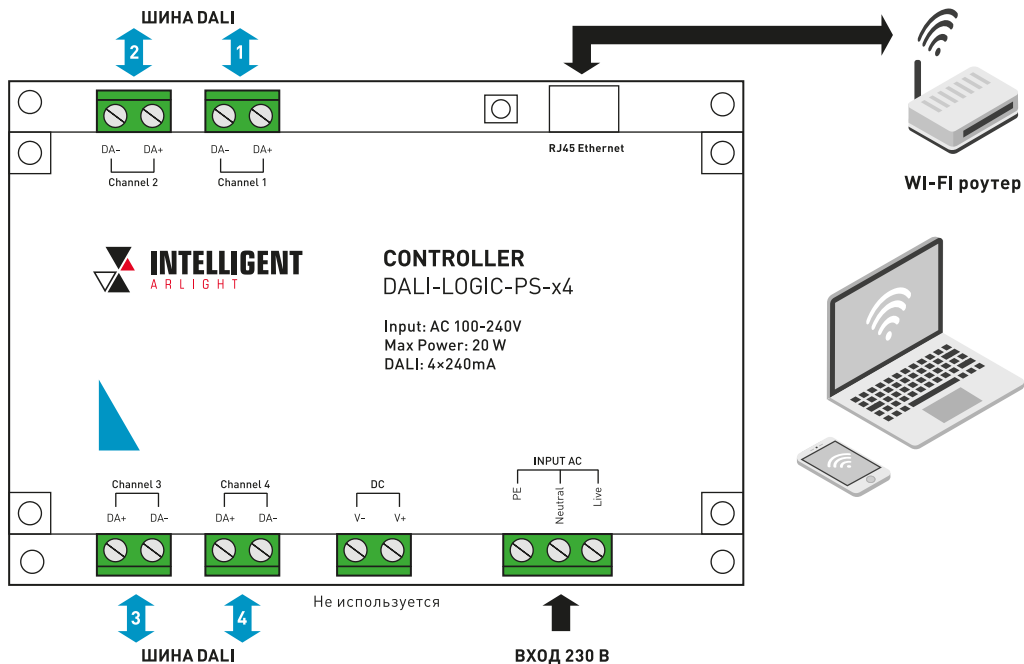 ШИНА DALI
2 1
DA- DA+ DA- DA+
Channel 2 Channel 1
RJ45 Ethernet
WI-FI роутер
INTELLIGENT
ARLIGHT
CONTROLLER
DALI-LOGIC-PS-x4
Input: AC 100-240V
Max Power: 20 W
DALI: 4×240mA
INPUT AC
PE Neutral Live
Channel 3 Channel 4 DC
DA+ DA- DA+ DA- V- V+
Не используется
3 4
ШИНА DALI
ВХОД 230 В